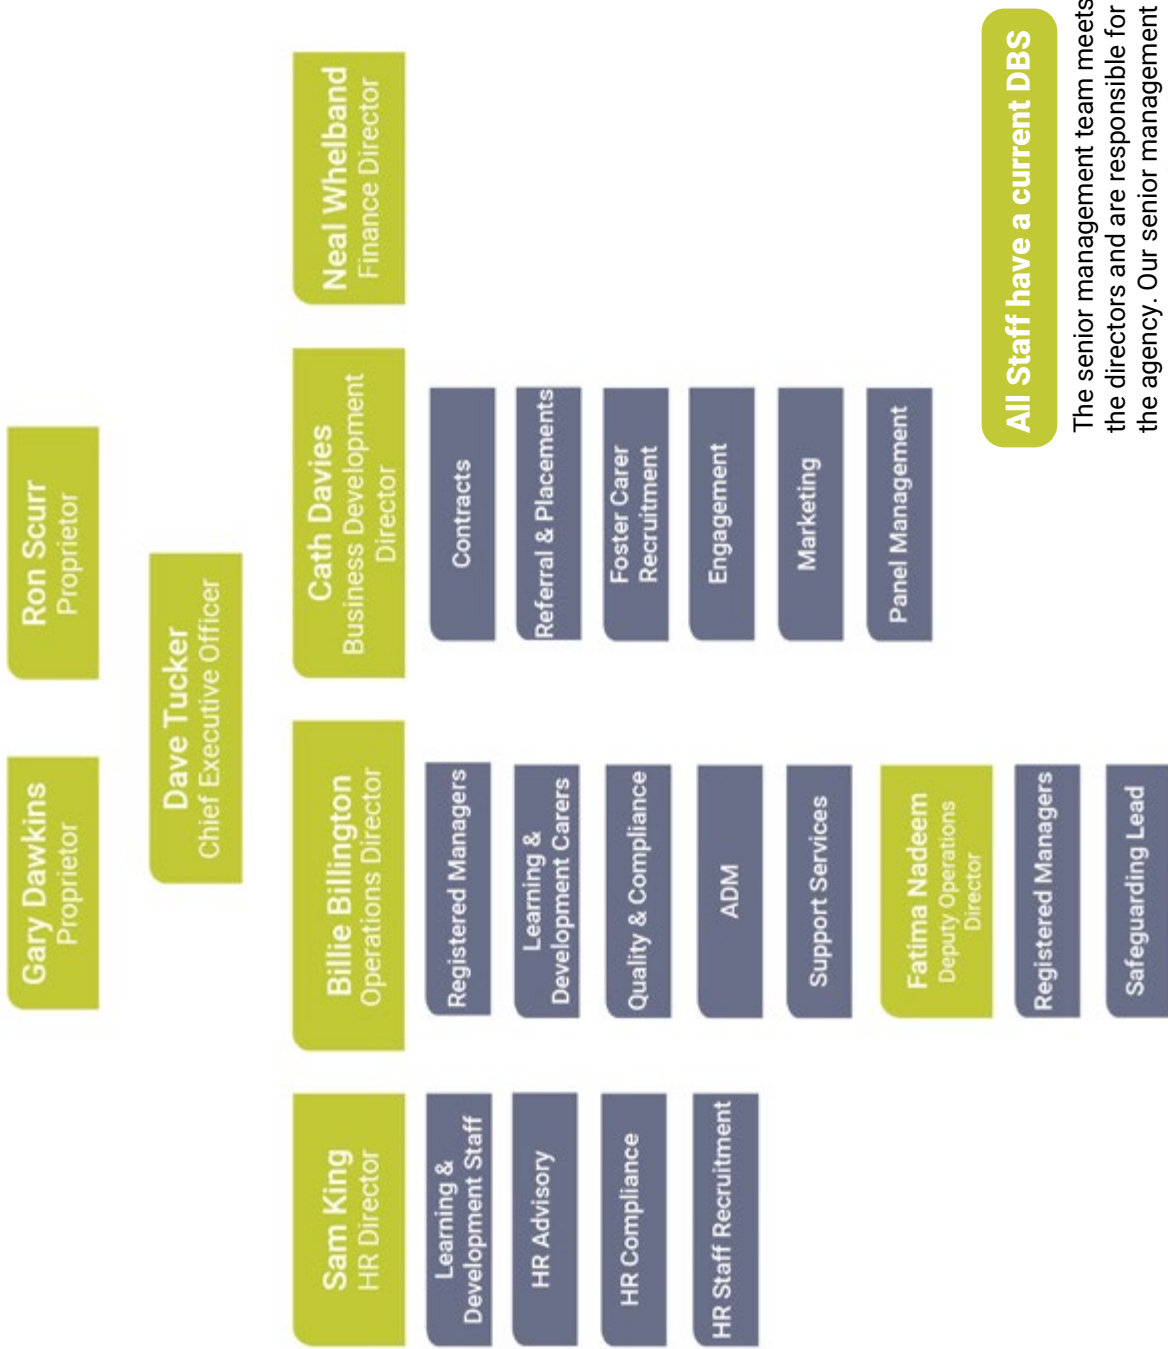 Gary Dawkins
Proprietor
Ron Scurr
Proprietor
Dave Tucker
Chief Executive Officer
Sam King
HR Director
Learning &
Development Staff
HR Advisory
HR Compliance
HR Staff Recruitment
Billie Billington
Operations Director
Registered Managers
Learning &
Development Carers
Quality & Compliance
ADM
Support Services
Fatima Nadeem
Deputy Operations
Director
Registered Managers
Safeguarding Lead
Cath Davies
Business Development
Director
Contracts
Referral & Placements
Foster Carer
Recruitment
Engagement
Marketing
Panel Management
Neal Whelband
Finance Director
All Staff have a current DBS
The senior management team meets
the directors and are responsible for
the agency. Our senior management